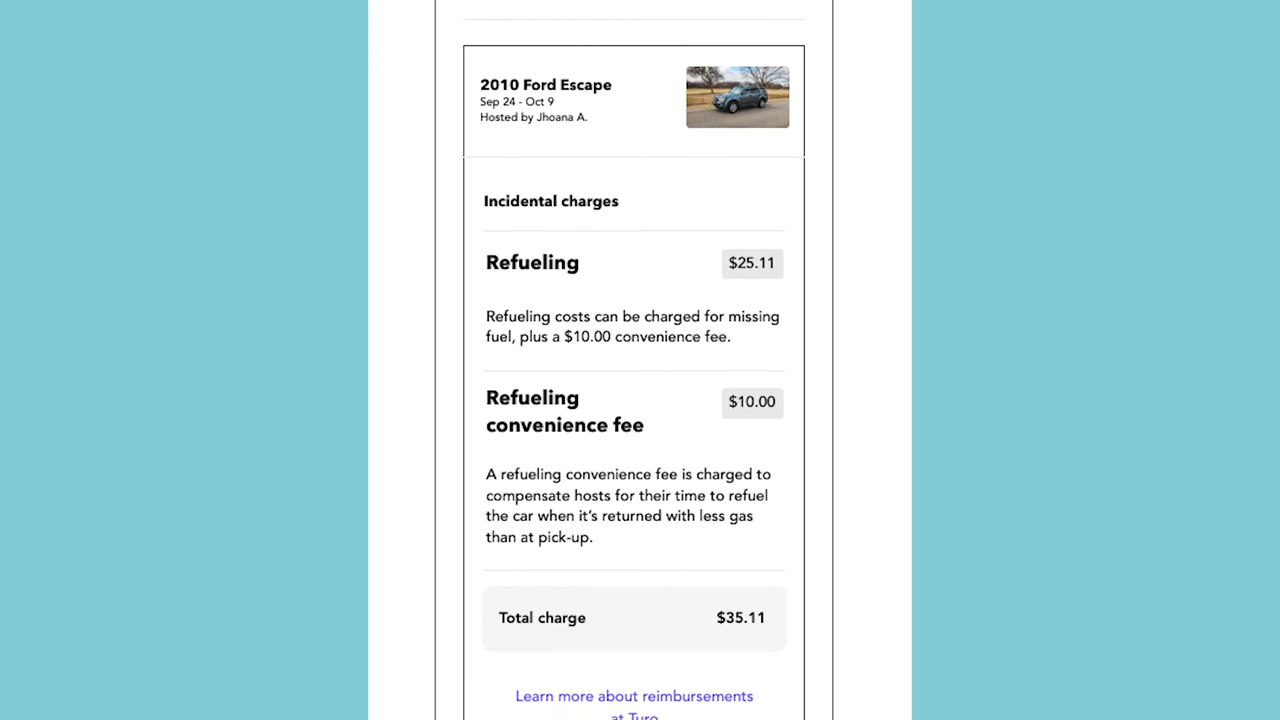 2010 Ford Escape
Sep 24 - Oct 9
Hosted by Jhoana A.
Incidental charges
Refueling
$25.11
Refueling costs can be charged for missing
fuel, plus a $10.00 convenience fee.
Refueling
convenience fee
$10.00
A refueling convenience fee is charged to
compensate hosts for their time to refuel
the car when it’s returned with less gas
than at pick-up.
Total charge
$35.11
Learn more about reimbursements
at Turo